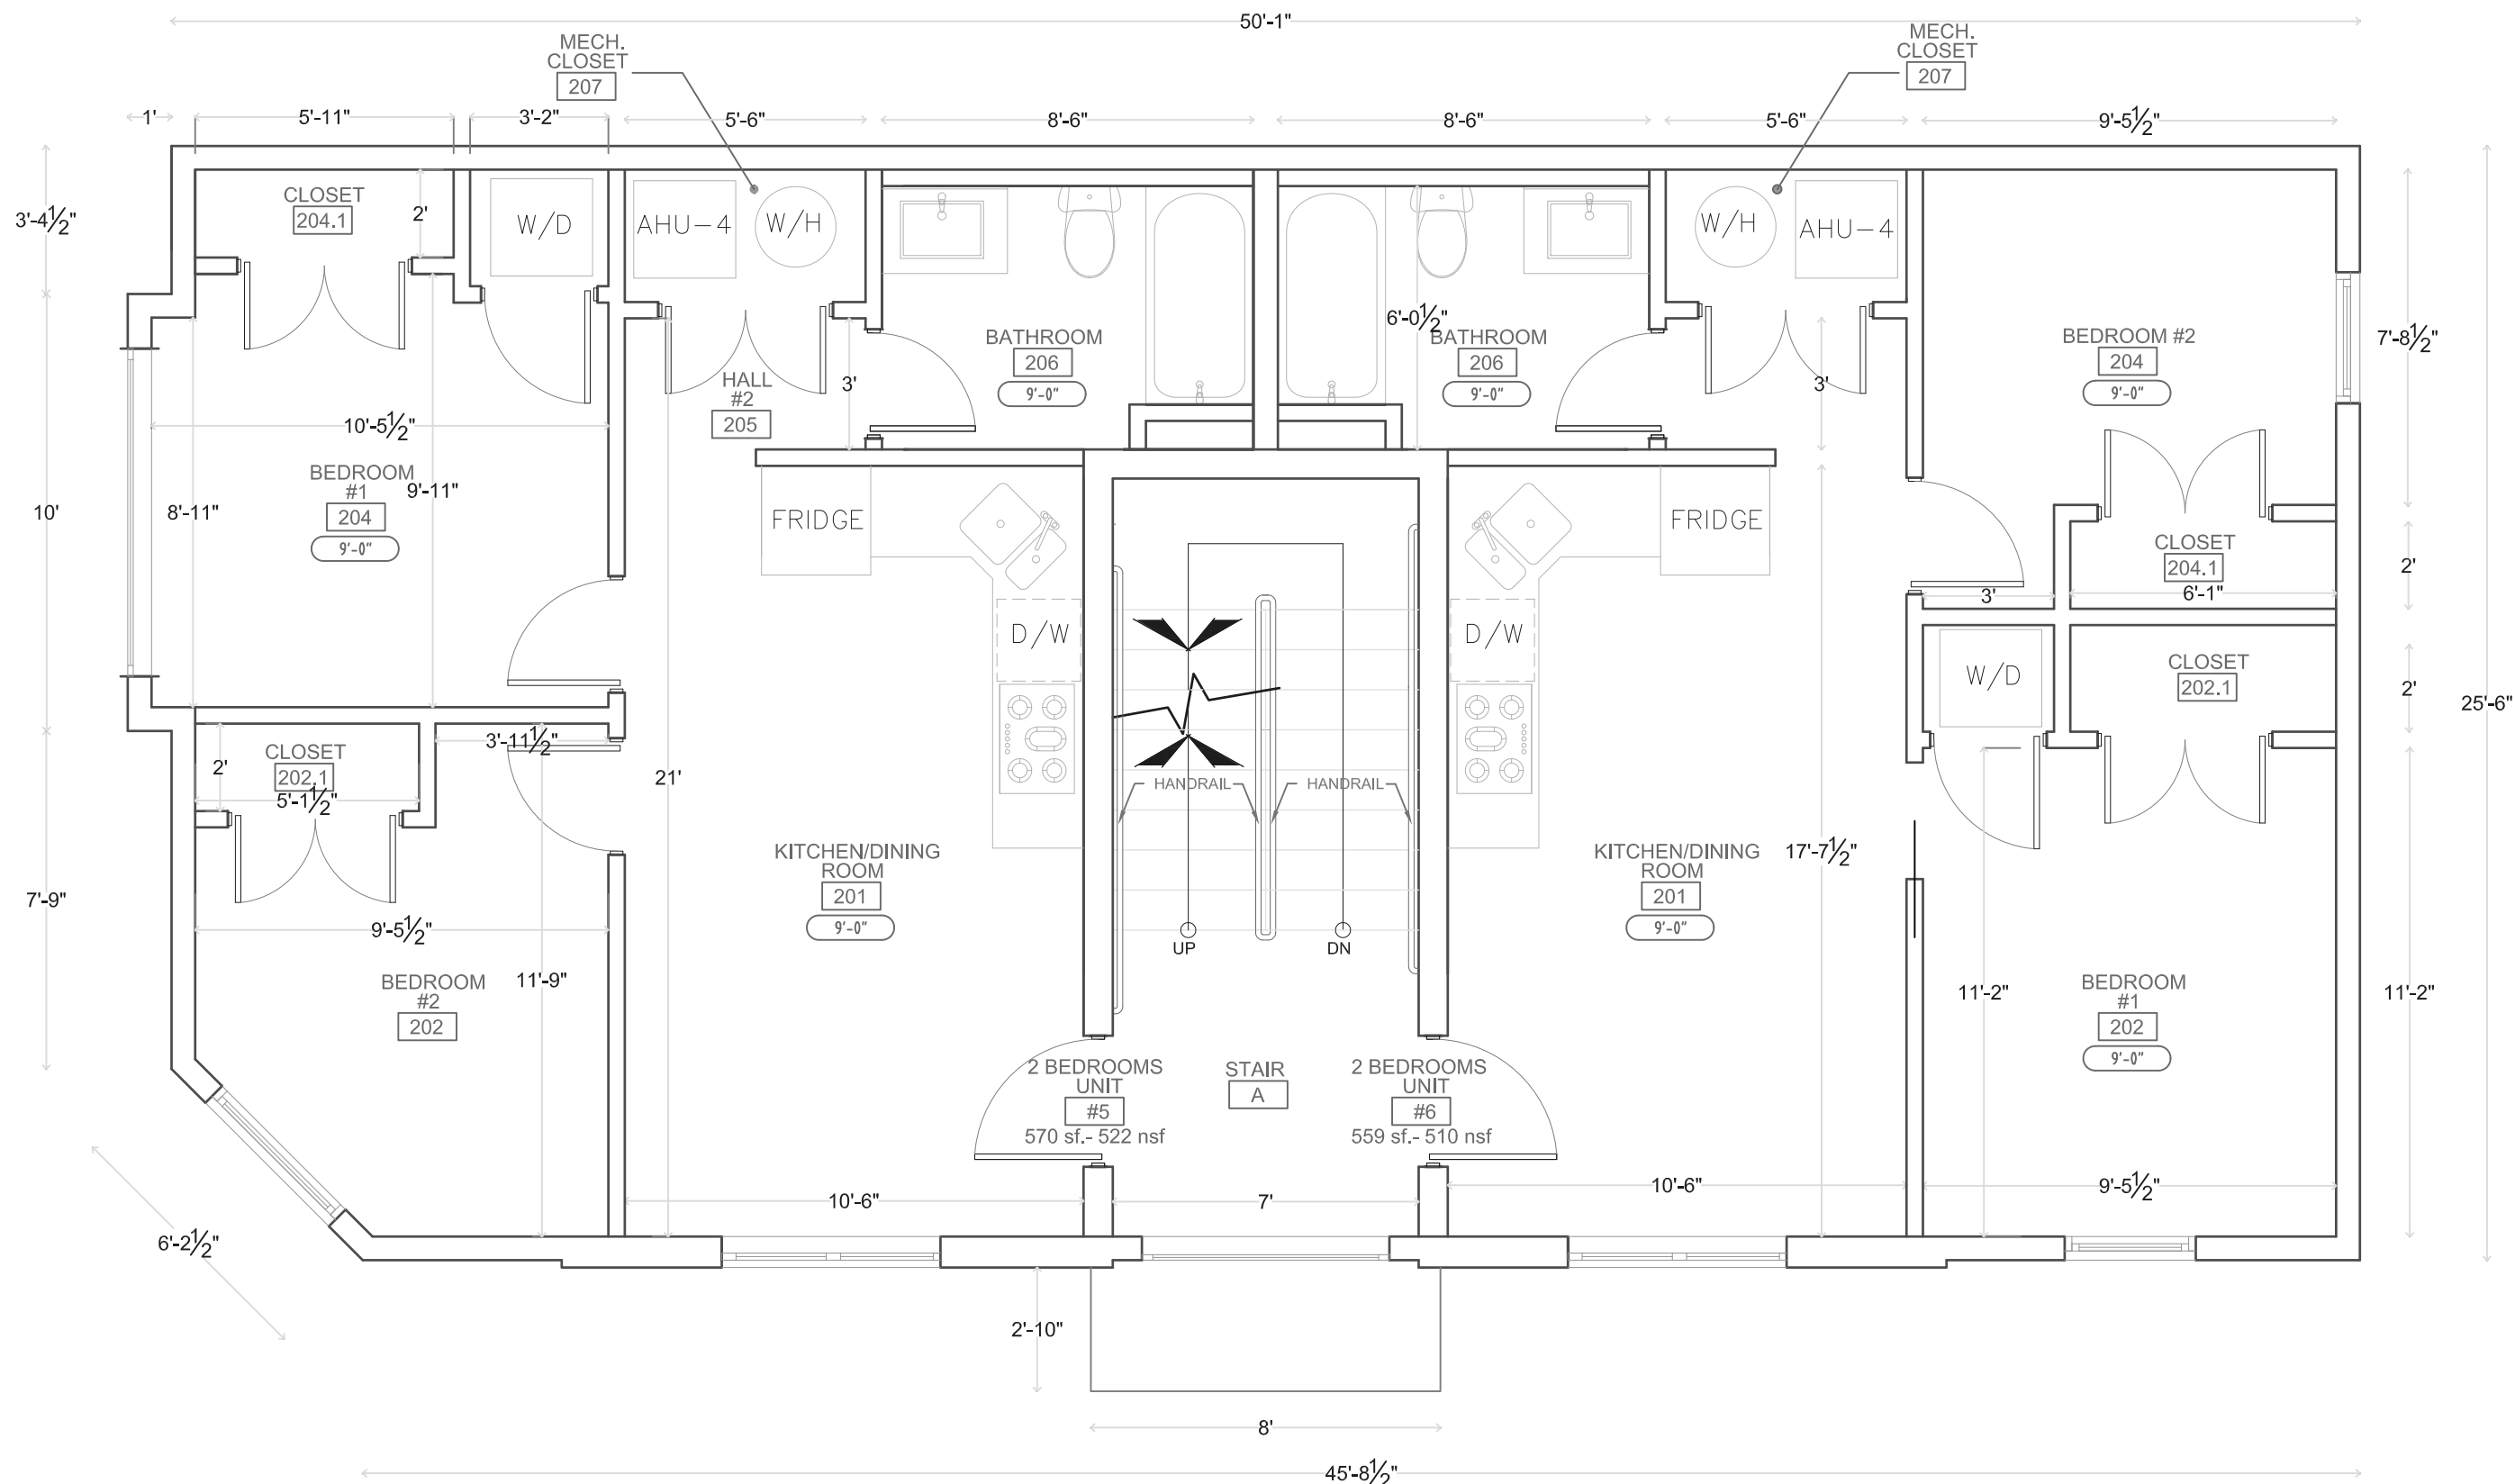 50'-1"
MECH.
CLOSET
207
MECH.
CLOSET
207
1'
5'-11"
3'-2"
5'-6"
8'-6"
8'-6"
5'-6"
9'-5½"
3'-4½"
CLOSET
204.1
2'
W/D
AHU-4
W/H
W/H
AHU-4
6'-0½"
BATHROOM
206
9'-0"
BATHROOM
206
9'-0"
BEDROOM #2
204
9'-0"
7'-8½"
HALL
#2
205
3'
3'
10'-5½"
BEDROOM
#1
204
9'-0"
9'-11"
8'-11"
10'
FRIDGE
FRIDGE
CLOSET
204.1
6'-1"
3'
2'
D/W
D/W
W/D
CLOSET
202.1
2'
25'-6"
3'-11½"
CLOSET
202.1
5'-1½"
2'
21'
HANDRAIL
HANDRAIL
7'-9"
KITCHEN/DINING
ROOM
201
9'-0"
KITCHEN/DINING
ROOM
201
9'-0"
17'-7½"
9'-5½"
UP
DN
BEDROOM
#2
202
11'-9"
11'-2"
BEDROOM
#1
202
9'-0"
11'-2"
2 BEDROOMS
UNIT
#5
570 sf.- 522 nsf
STAIR
A
2 BEDROOMS
UNIT
#6
559 sf.- 510 nsf
10'-6"
7'
10'-6"
9'-5½"
6'-2½"
2'-10"
8'
45'-8½"